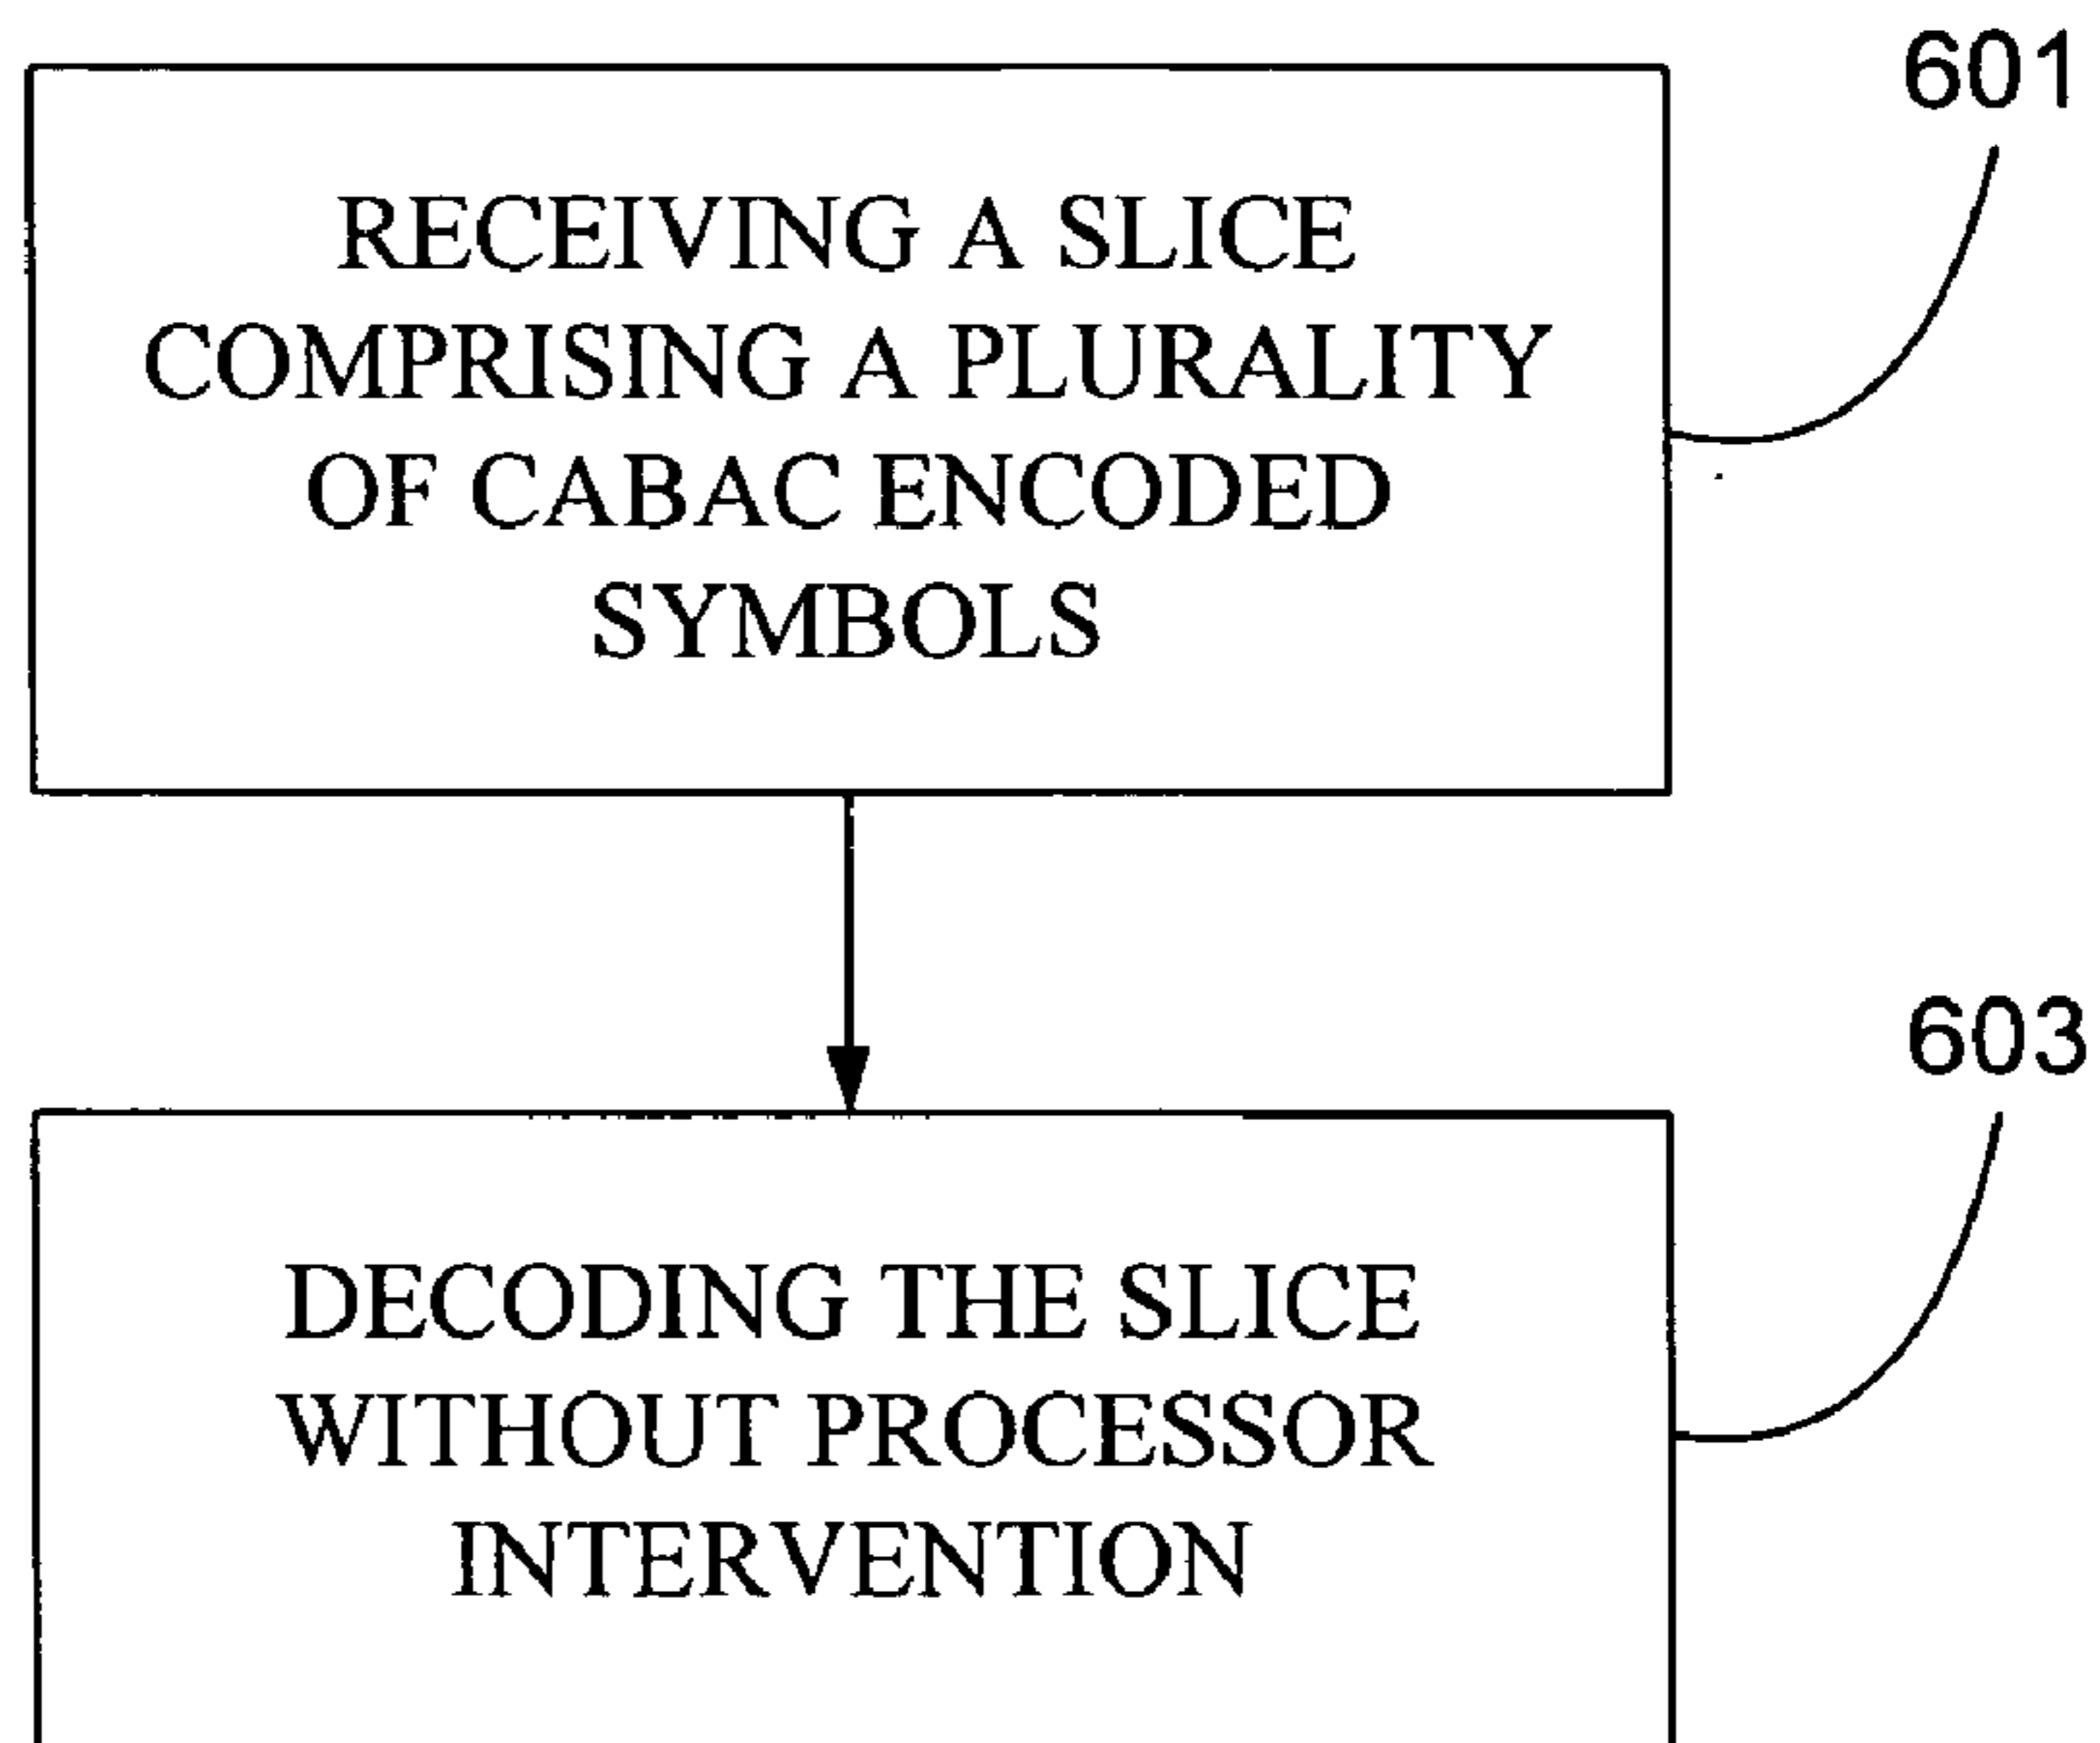 601
RECEIVING A SLICE
COMPRISING A PLURALITY
OF CABAC ENCODED
SYMBOLS
603
DECODING THE SLICE
WITHOUT PROCESSOR
INTERVENTION